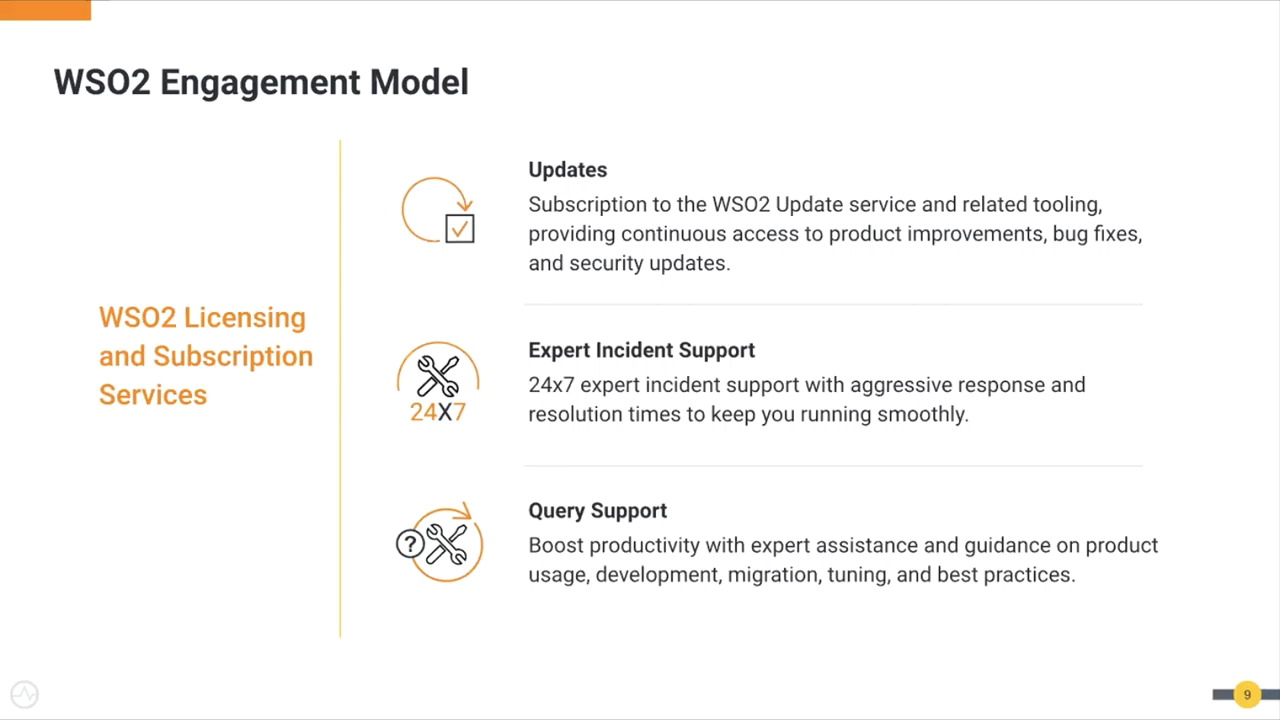 WSO2 Engagement Model
WSO2 Licensing
and Subscription
Services
Updates
Subscription to the WSO2 Update service and related tooling,
providing continuous access to product improvements, bug fixes,
and security updates.
24X7
Expert Incident Support
24x7 expert incident support with aggressive response and
resolution times to keep you running smoothly.
?
Query Support
Boost productivity with expert assistance and guidance on product
usage, development, migration, tuning, and best practices.
9